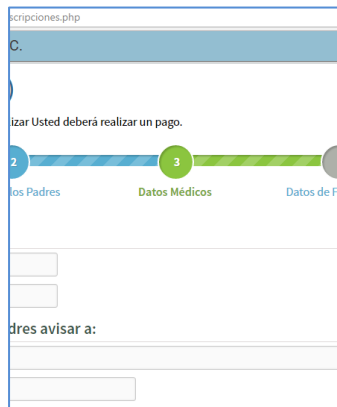 scripciones.php
C.
izar Usted deberá realizar un pago.
2
3
los Padres
Datos Médicos
Datos de F
dres avisar a: